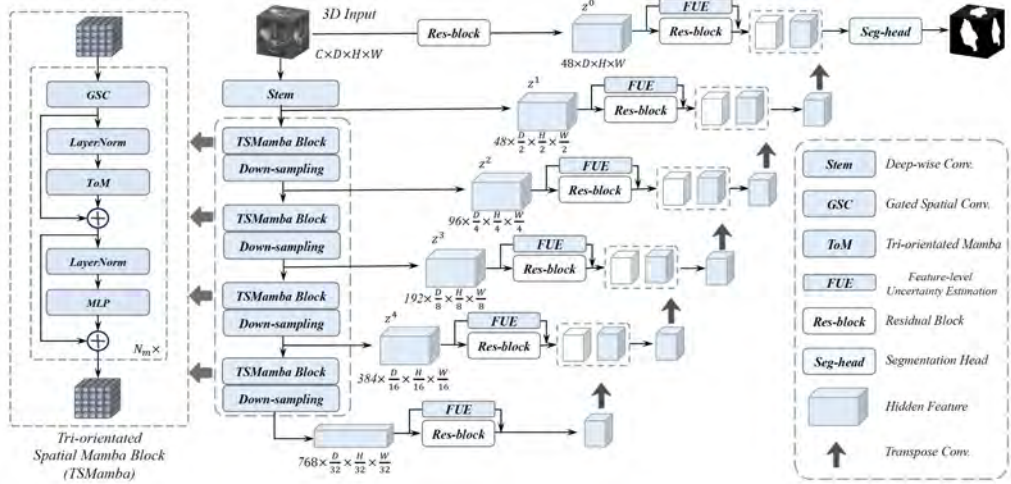 3D Input
C×D×H×W
Res-block
z^0
48×D×H×W
FUE
Res-block
Seg-head
GSC
LayerNorm
ToM
LayerNorm
MLP
N_m×
Tri-orientated
Spatial Mamba Block
(TSMamba)
Stem
TSMamba Block
Down-sampling
TSMamba Block
Down-sampling
TSMamba Block
Down-sampling
TSMamba Block
Down-sampling
z^1
48×D/2×H/2×W/2
FUE
Res-block
z^2
96×D/4×H/4×W/4
FUE
Res-block
z^3
192×D/8×H/8×W/8
FUE
Res-block
z^4
384×D/16×H/16×W/16
FUE
Res-block
768×D/32×H/32×W/32
FUE
Res-block
Stem Deep-wise Conv.
GSC Gated Spatial Conv.
ToM Tri-orientated Mamba
FUE Feature-level
Uncertainty Estimation
Res-block Residual Block
Seg-head Segmentation Head
Hidden Feature
Transpose Conv.